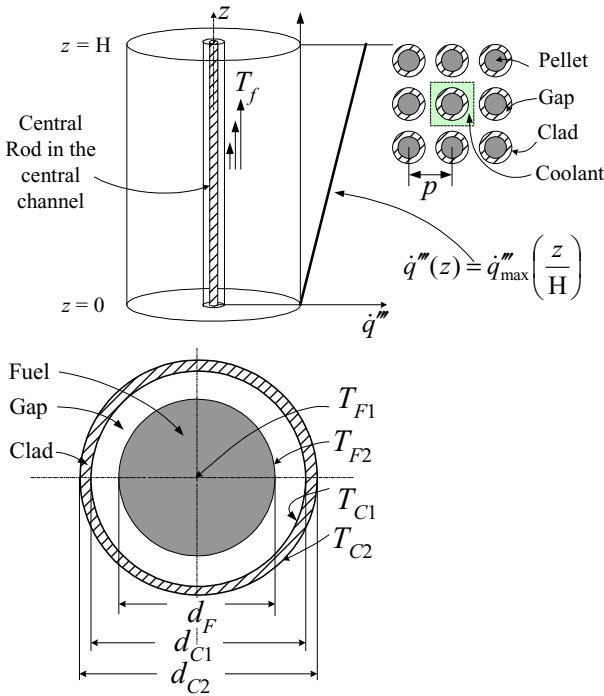 z
z = H
T_f
Central
Rod in the
central
channel
z = 0
q̇‴
Pellet
Gap
Clad
Coolant
p
q̇‴(z) = q̇‴_max (z/H)
Fuel
Gap
Clad
T_F1
T_F2
T_C1
T_C2
d_F
d_C1
d_C2